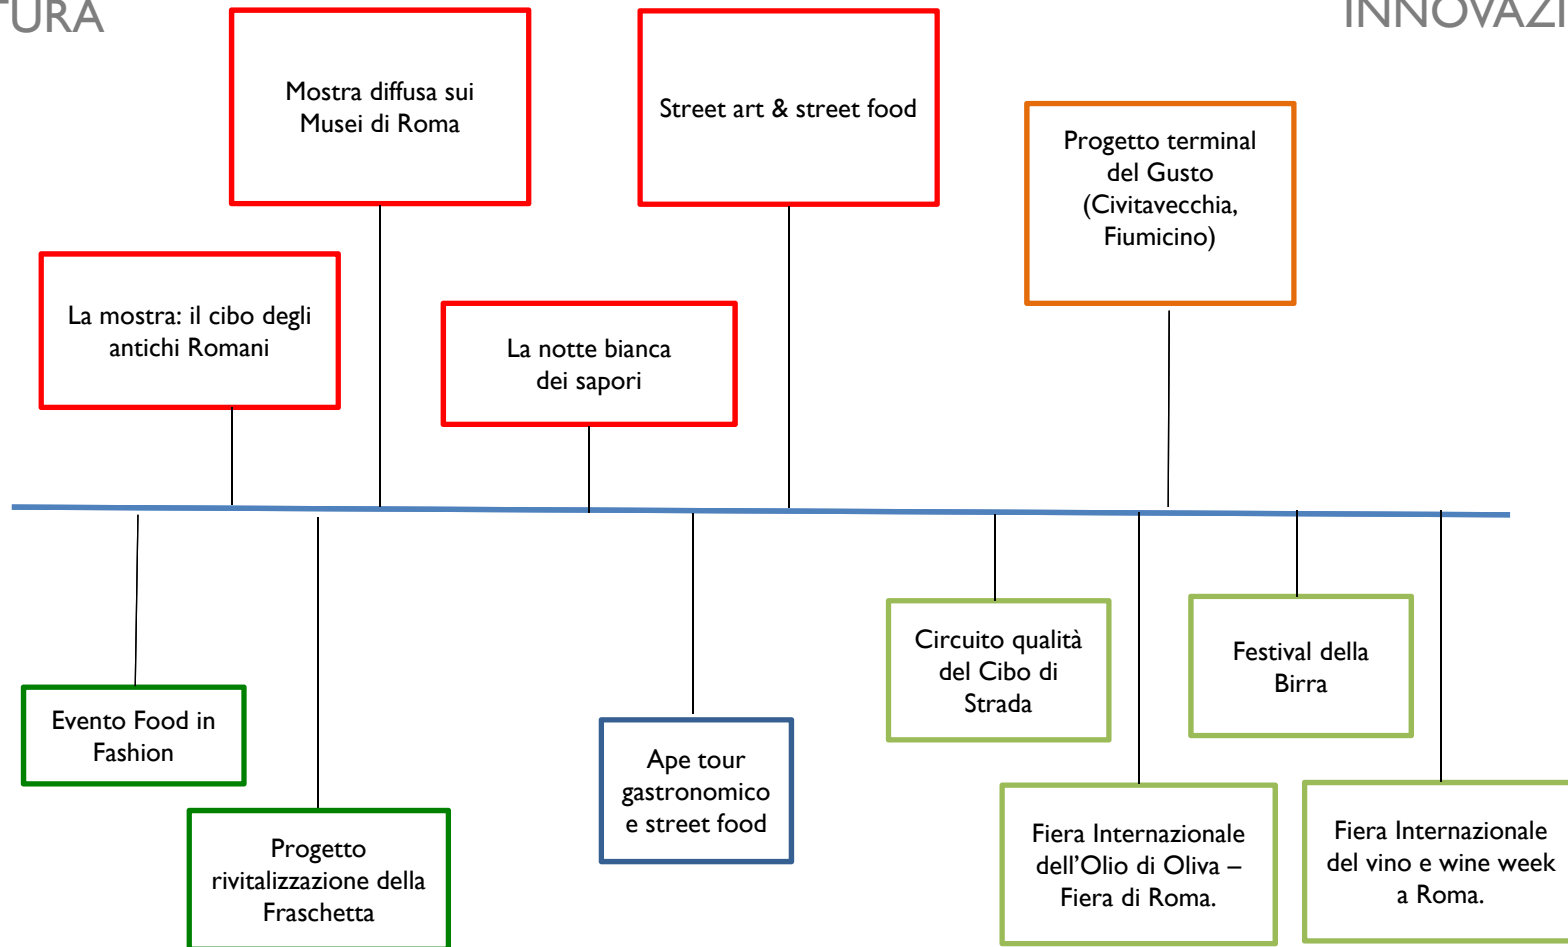 TURA
INNOVAZI
Mostra diffusa sui
Musei di Roma
Street art & street food
Progetto terminal
del Gusto
(Civitavecchia,
Fiumicino)
La mostra: il cibo degli
antichi Romani
La notte bianca
dei sapori
Evento Food in
Fashion
Progetto
rivitalizzazione della
Fraschetta
Ape tour
gastronomico
e street food
Circuito qualità
del Cibo di
Strada
Festival della
Birra
Fiera Internazionale
dell’Olio di Oliva –
Fiera di Roma.
Fiera Internazionale
del vino e wine week
a Roma.